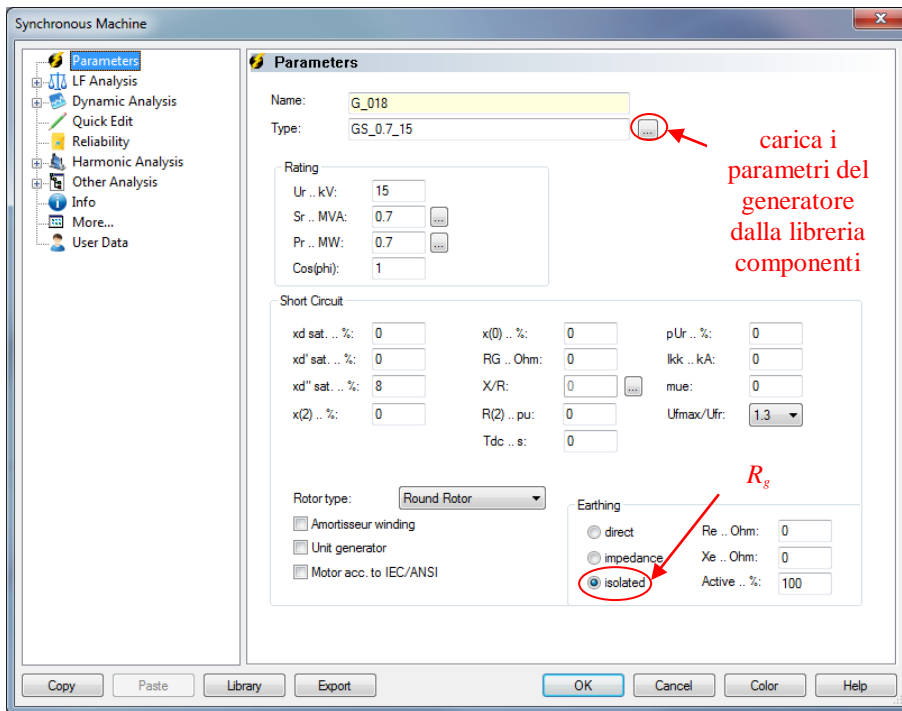 Synchronous Machine
Parameters
LF Analysis
Dynamic Analysis
Quick Edit
Reliability
Harmonic Analysis
Other Analysis
Info
More...
User Data
Parameters
Name: G_018
Type: GS_0.7_15 ...
carica i
parametri del
generatore
dalla libreria
componenti
Rating
Ur .. kV: 15
Sr .. MVA: 0.7 ...
Pr .. MW: 0.7 ...
Cos(phi): 1
Short Circuit
xd sat. .. %: 0 x(0) .. %: 0 pUr .. %: 0
xd' sat. .. %: 0 RG .. Ohm: 0 Ikk .. kA: 0
xd'' sat. .. %: 8 X/R: 0 ... mue: 0
x(2) .. %: 0 R(2) .. pu: 0 Ufmax/Ufr: 1.3
Tdc .. s: 0
Rg
Rotor type: Round Rotor
Amortisseur winding
Unit generator
Motor acc. to IEC/ANSI
Earthing
direct Re .. Ohm: 0
impedance Xe .. Ohm: 0
isolated Active .. %: 100
Copy Paste Library Export OK Cancel Color Help